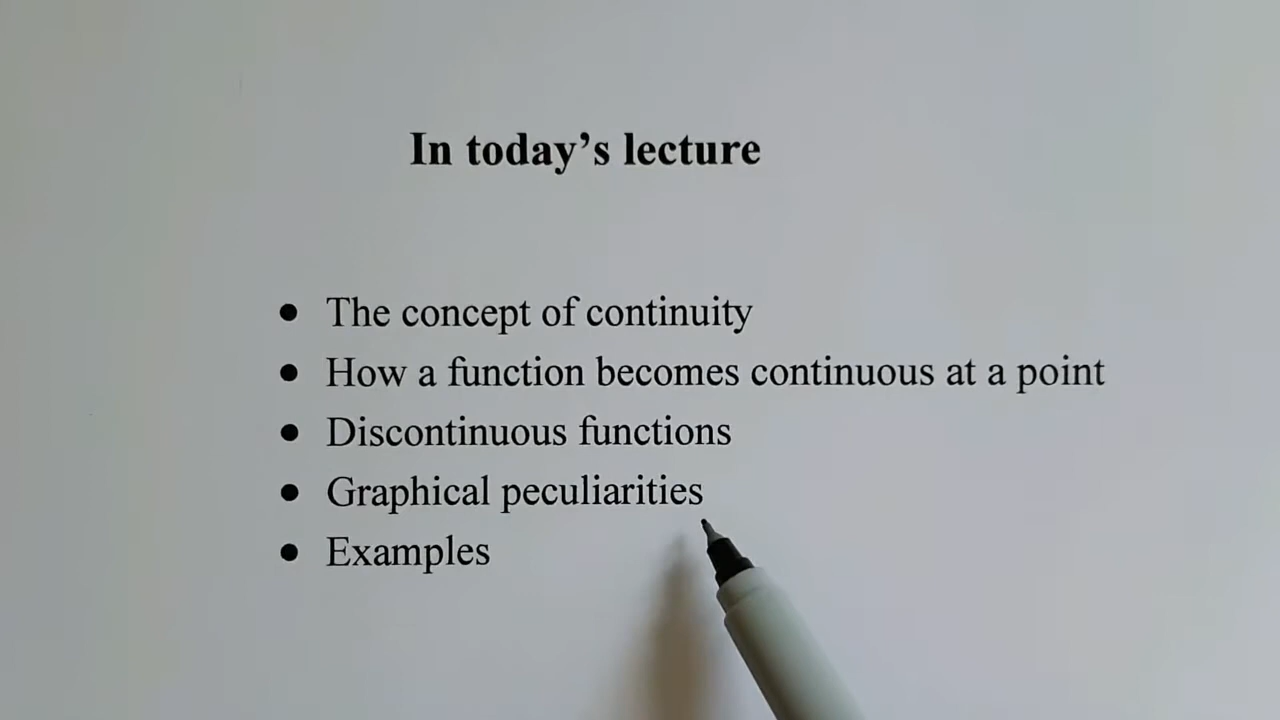 In today’s lecture
● The concept of continuity
● How a function becomes continuous at a point
● Discontinuous functions
● Graphical peculiarities
● Examples